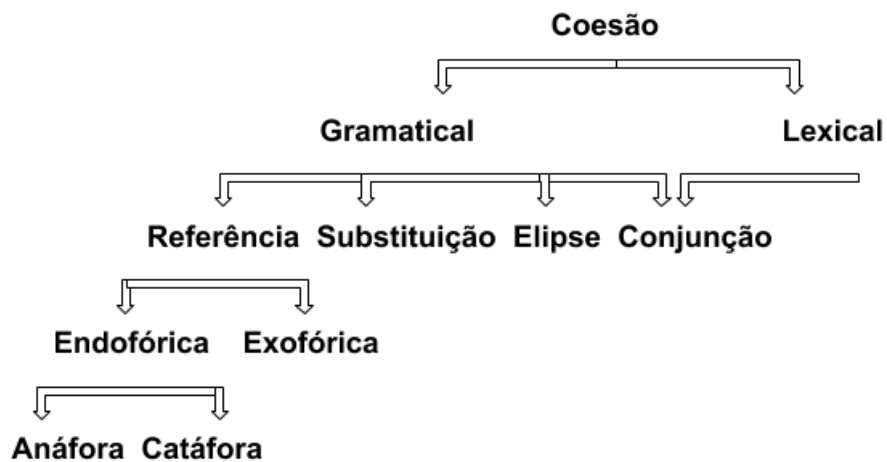 Coesão
Gramatical Lexical
Referência Substituição Elipse Conjunção
Endofórica Exofórica
Anáfora Catáfora